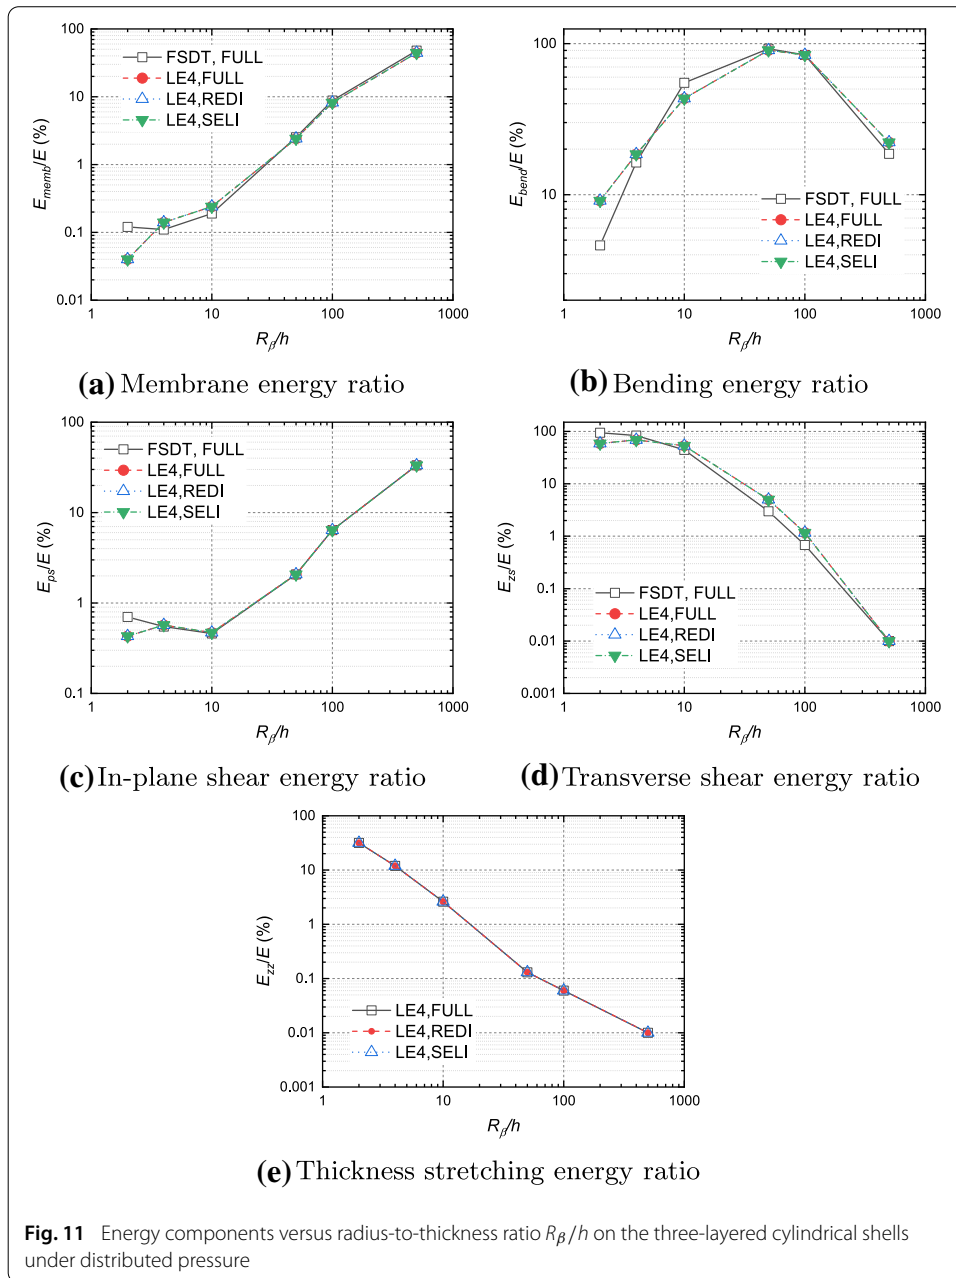 100
10
1
0.1
0.01
E_memb/E (%)
FSDT, FULL
LE4,FULL
LE4,REDI
LE4,SELI
1 10 100 1000
R_β/h
(a) Membrane energy ratio
100
10
E_bend/E (%)
FSDT, FULL
LE4,FULL
LE4,REDI
LE4,SELI
1 10 100 1000
R_β/h
(b) Bending energy ratio
100
10
1
0.1
E_ps/E (%)
FSDT, FULL
LE4,FULL
LE4,REDI
LE4,SELI
1 10 100 1000
R_β/h
(c) In-plane shear energy ratio
100
10
1
0.1
0.01
0.001
E_zs/E (%)
FSDT, FULL
LE4,FULL
LE4,REDI
LE4,SELI
1 10 100 1000
R_β/h
(d) Transverse shear energy ratio
100
10
1
0.1
0.01
0.001
E_zz/E (%)
LE4,FULL
LE4,REDI
LE4,SELI
1 10 100 1000
R_β/h
(e) Thickness stretching energy ratio
Fig. 11 Energy components versus radius-to-thickness ratio R_β/h on the three-layered cylindrical shells
under distributed pressure